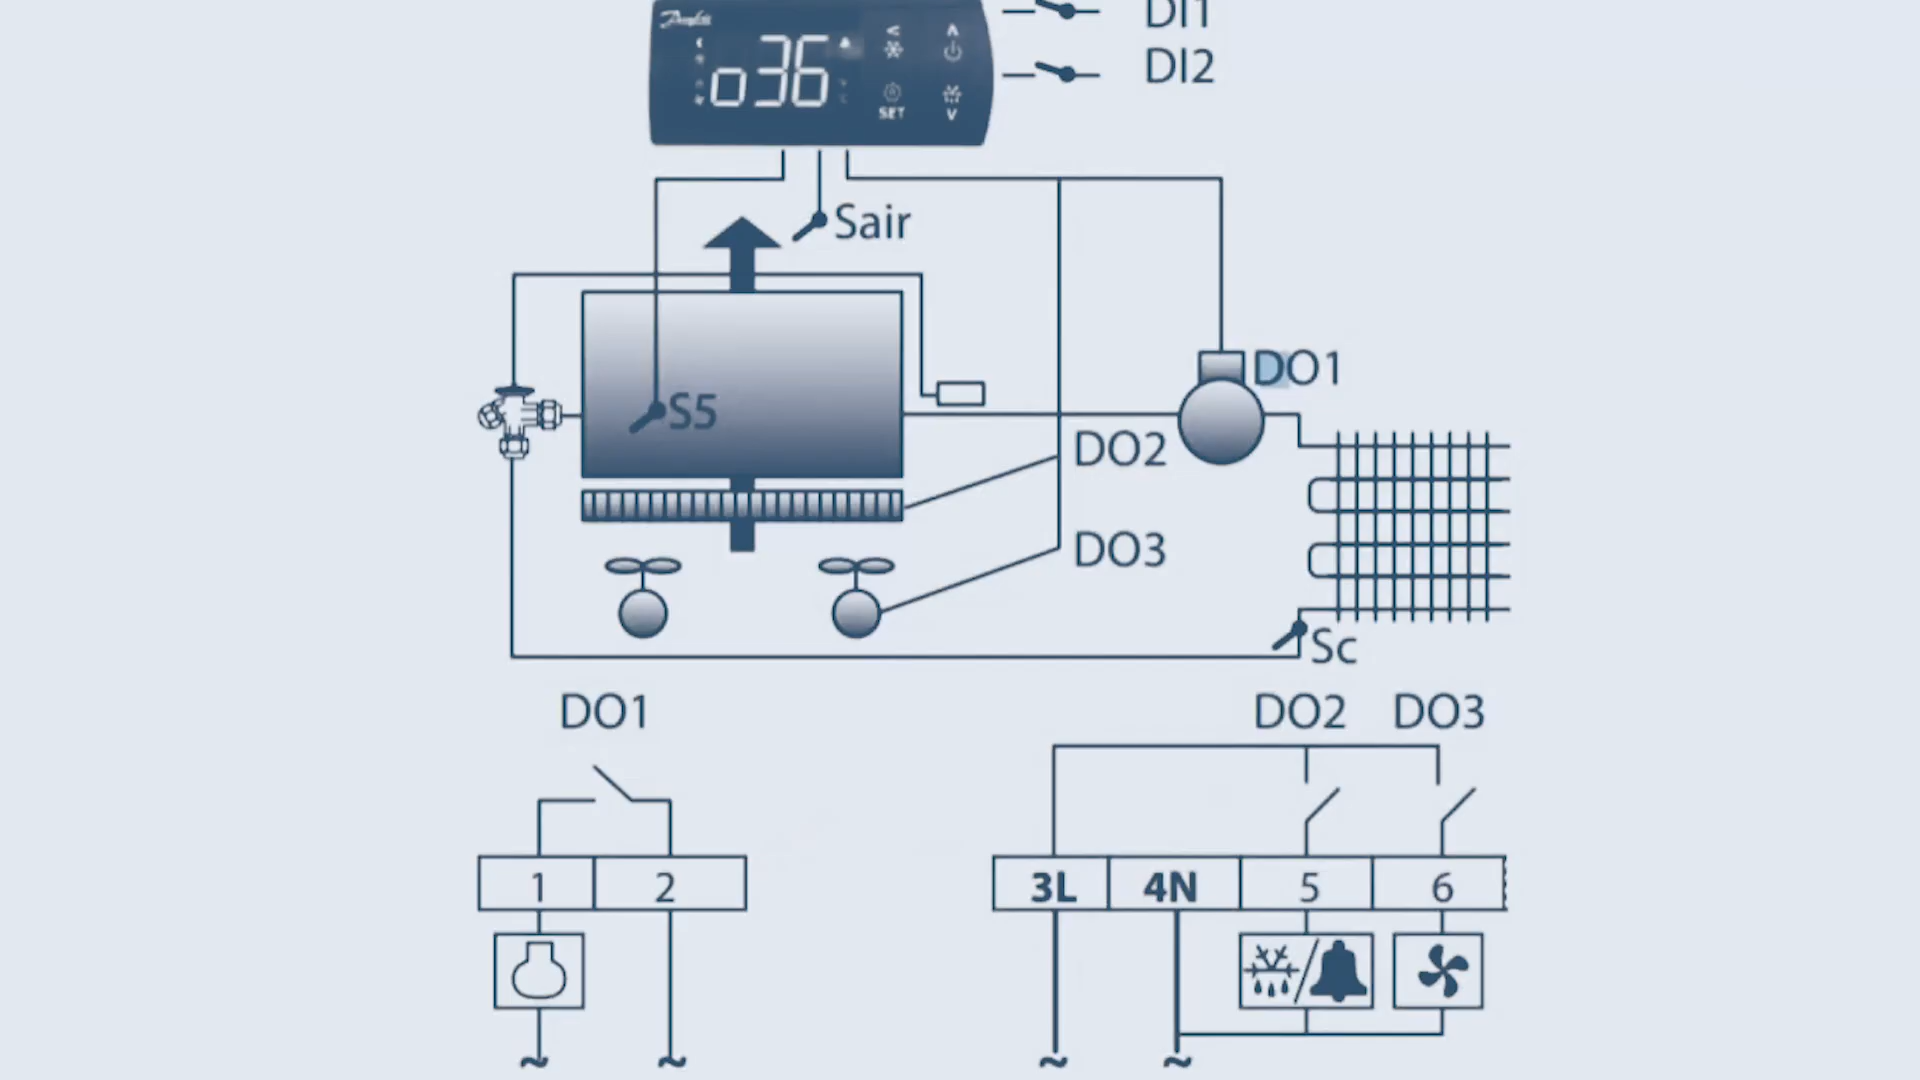 Danfoss
o36
SET
DI1
DI2
Sair
S5
DO1
DO2
DO3
Sc
DO1
DO2 DO3
1 2
3L 4N 5 6